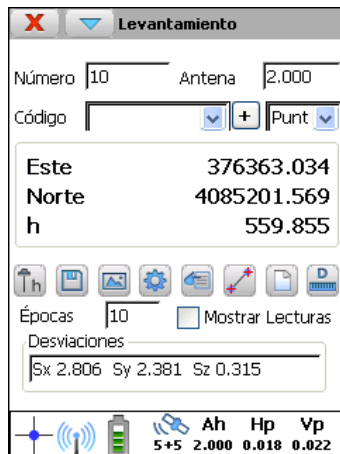 X Levantamiento
Número 10 Antena 2.000
Código + Punt
Este 376363.034
Norte 4085201.569
h 559.855
h D
Épocas 10 Mostrar Lecturas
Desviaciones
Sx 2.806 Sy 2.381 Sz 0.315
Ah Hp Vp
5+5 2.000 0.018 0.022